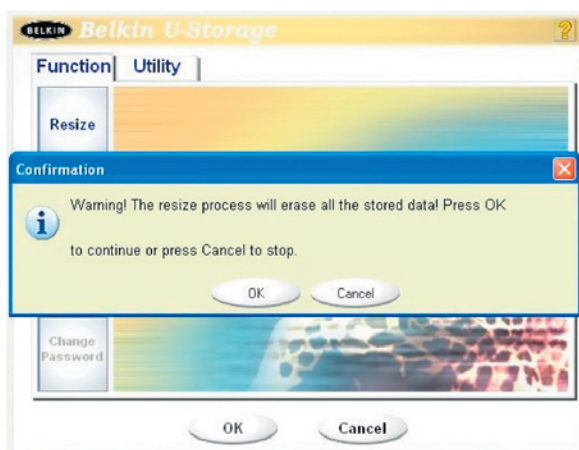 BELKIN Belkin U-Storage ?
Function Utility
Resize
Confirmation
Warning! The resize process will erase all the stored data! Press OK
to continue or press Cancel to stop.
OK Cancel
Change
Password
OK Cancel